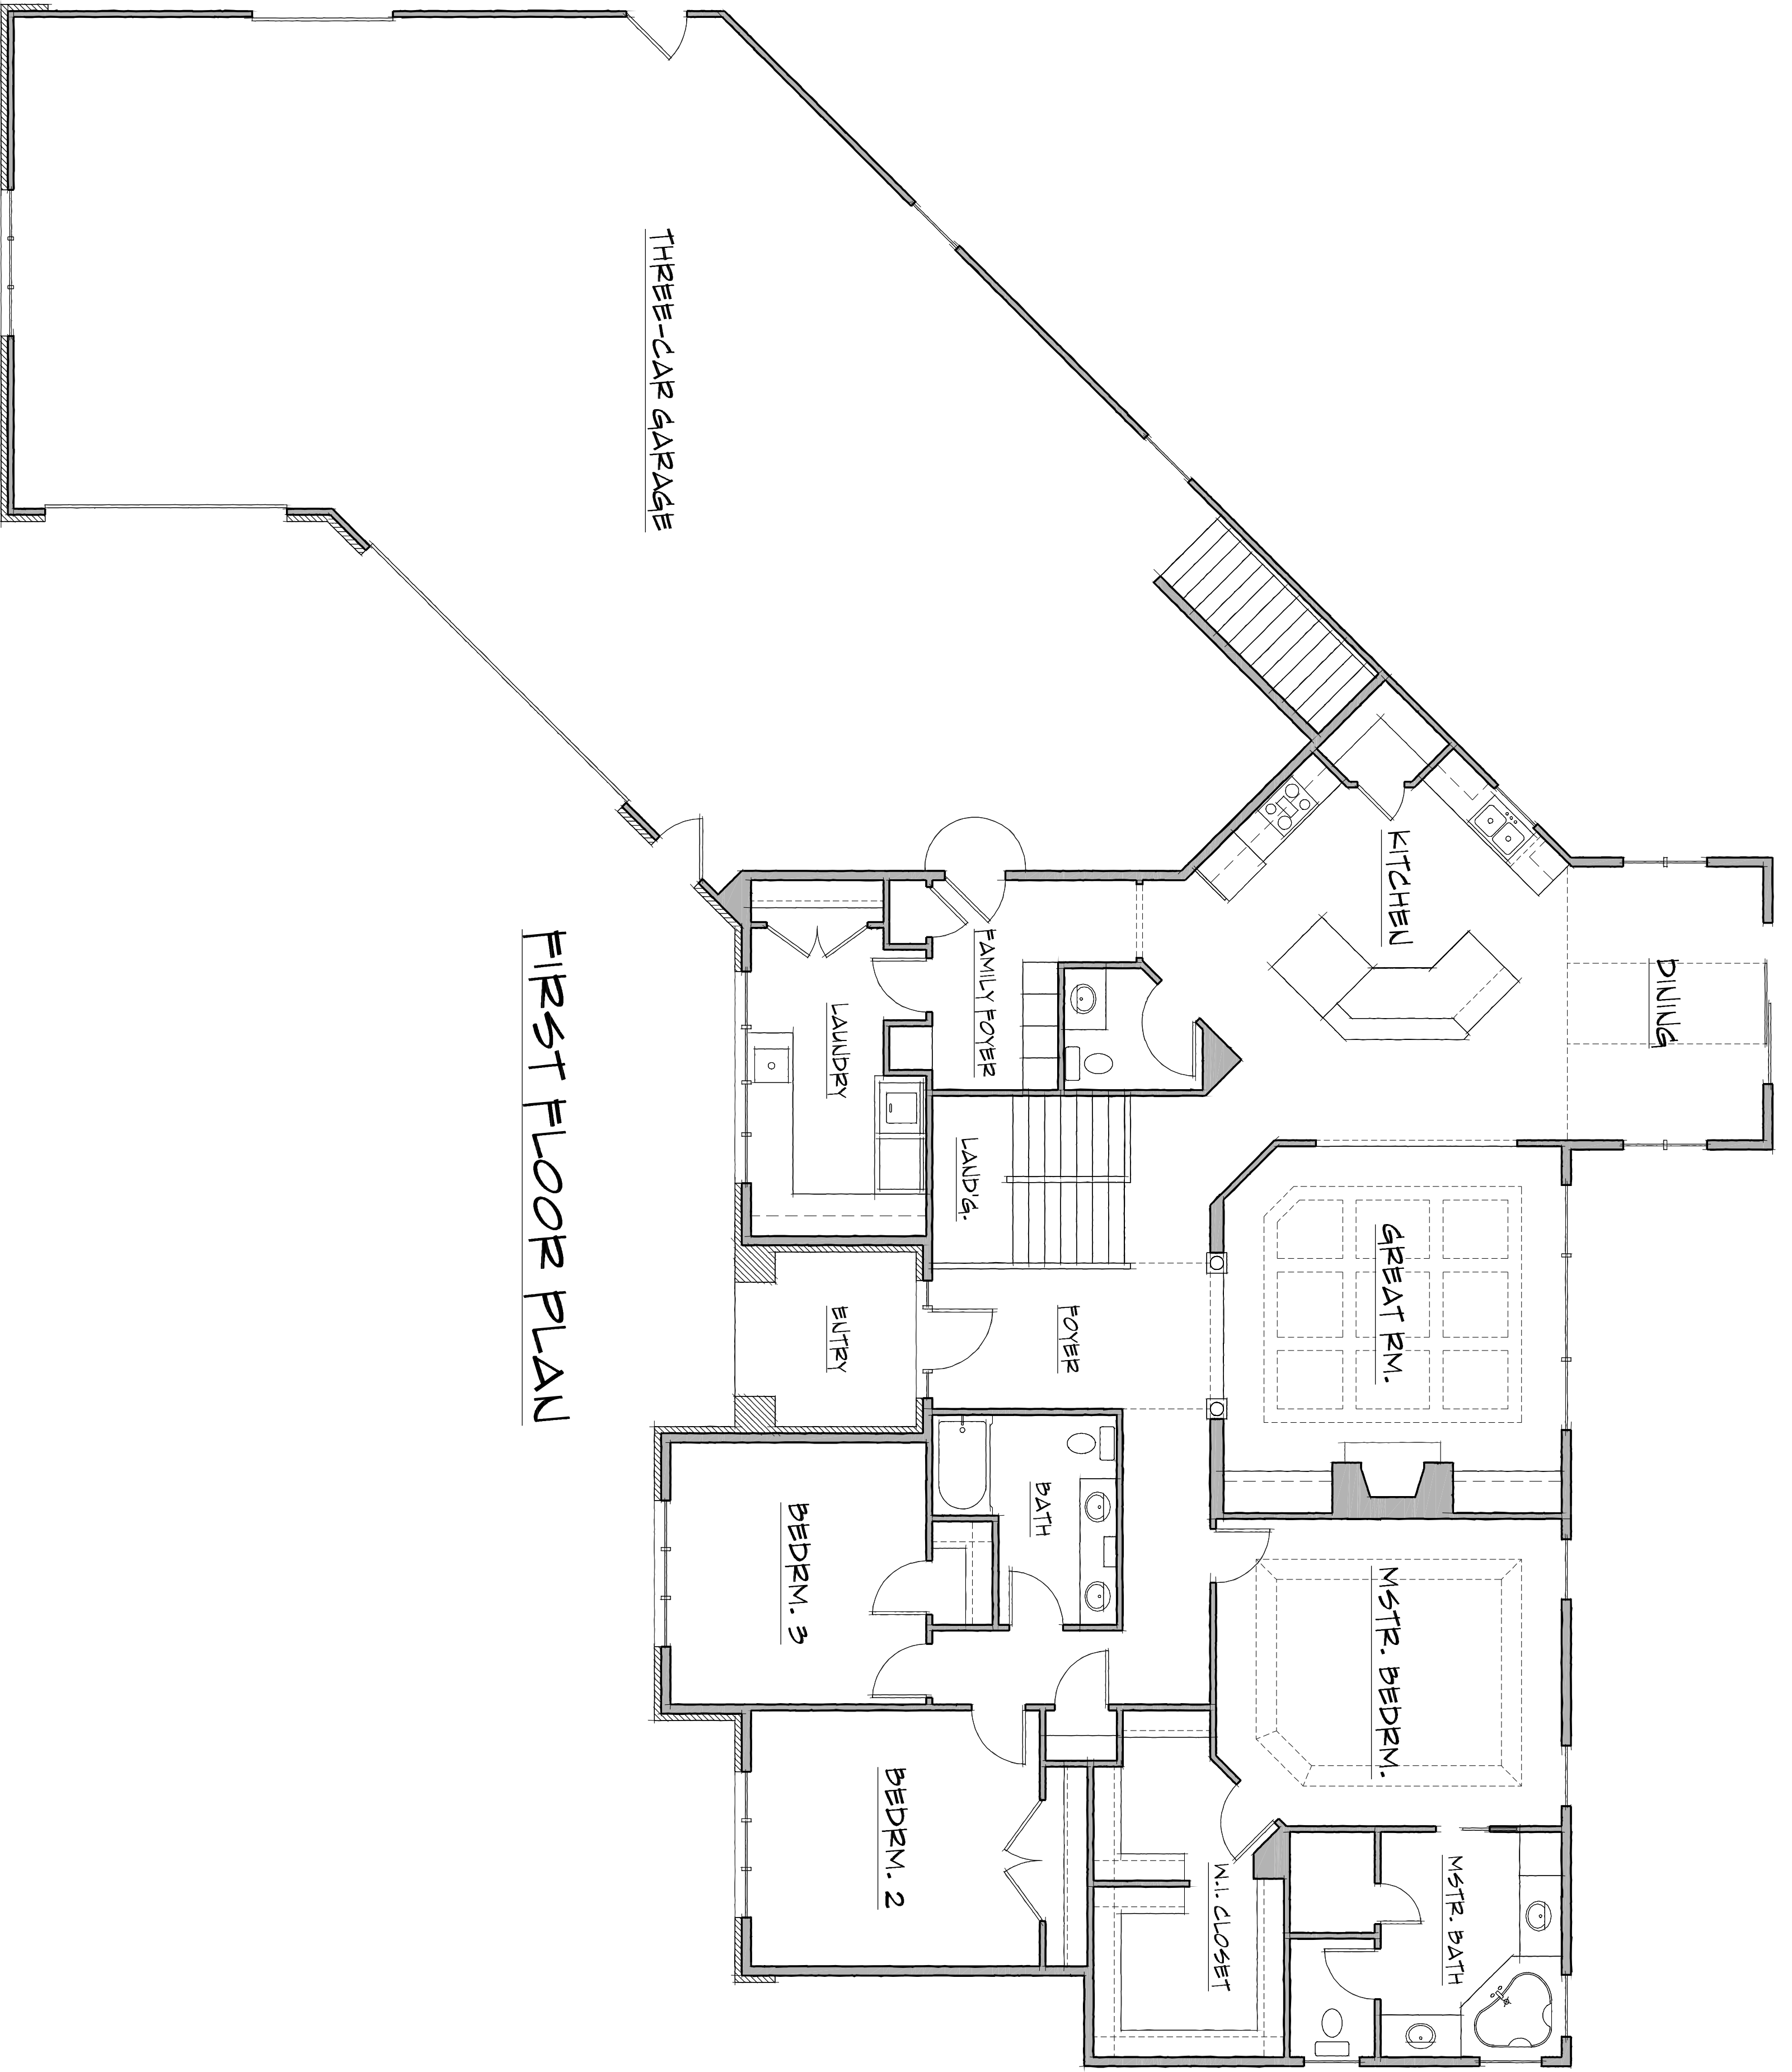 DINING
KITCHEN
GREAT RM.
MSTR. BEDRM.
MSTR. BATH
W.I. CLOSET
FAMILY FOYER
LAND'G.
FOYER
BATH
LAUNDRY
ENTRY
BEDRM. 3
BEDRM. 2
THREE-CAR GARAGE
FIRST FLOOR PLAN